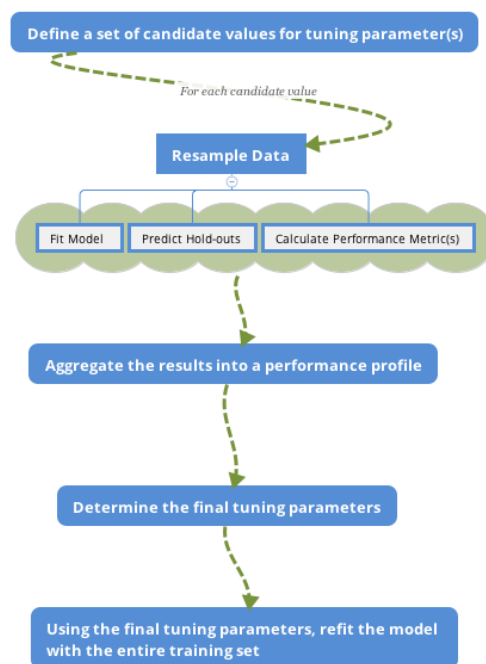 Define a set of candidate values for tuning parameter(s)
For each candidate value
Resample Data
Fit Model
Predict Hold-outs
Calculate Performance Metric(s)
Aggregate the results into a performance profile
Determine the final tuning parameters
Using the final tuning parameters, refit the model
with the entire training set